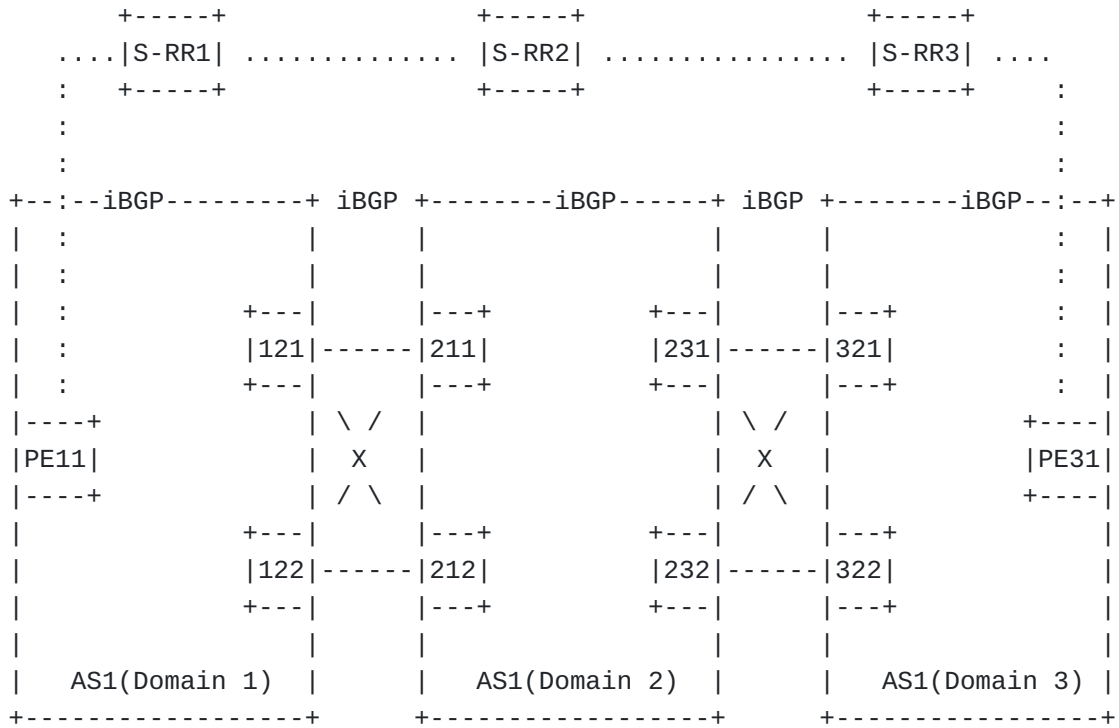 S-RR1 S-RR2 S-RR3
iBGP iBGP iBGP iBGP iBGP
121 211 231 321
PE11 X X PE31
122 212 232 322
AS1(Domain 1) AS1(Domain 2) AS1(Domain 3)